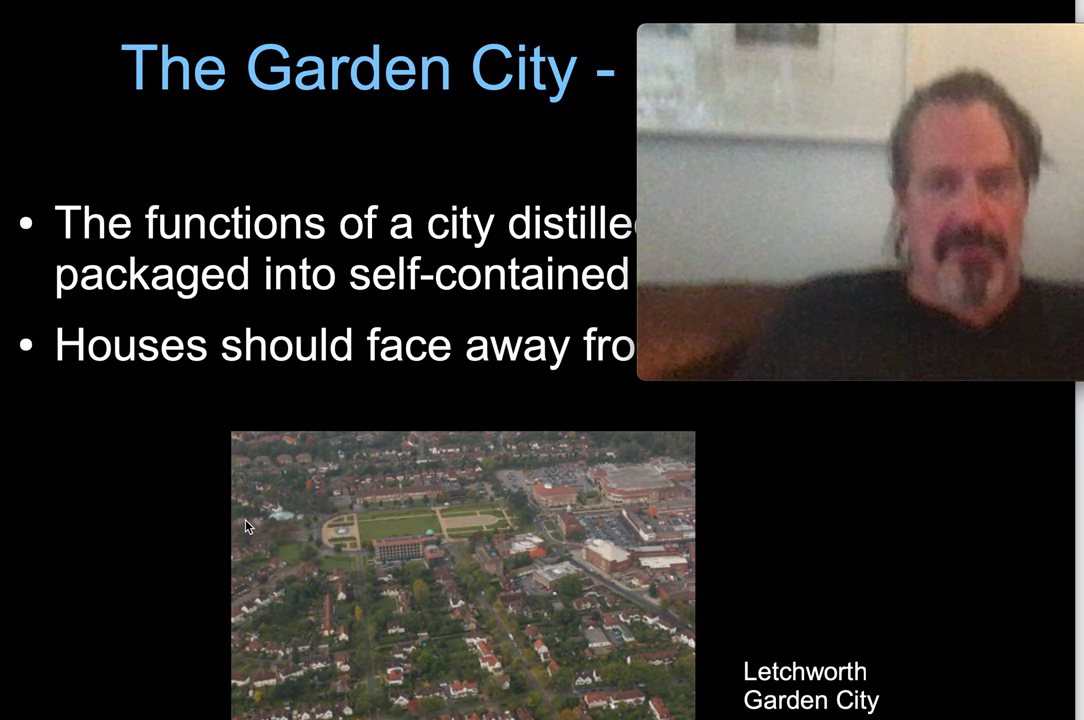 The Garden City -
• The functions of a city distilled
packaged into self-contained
• Houses should face away fro
Letchworth
Garden City